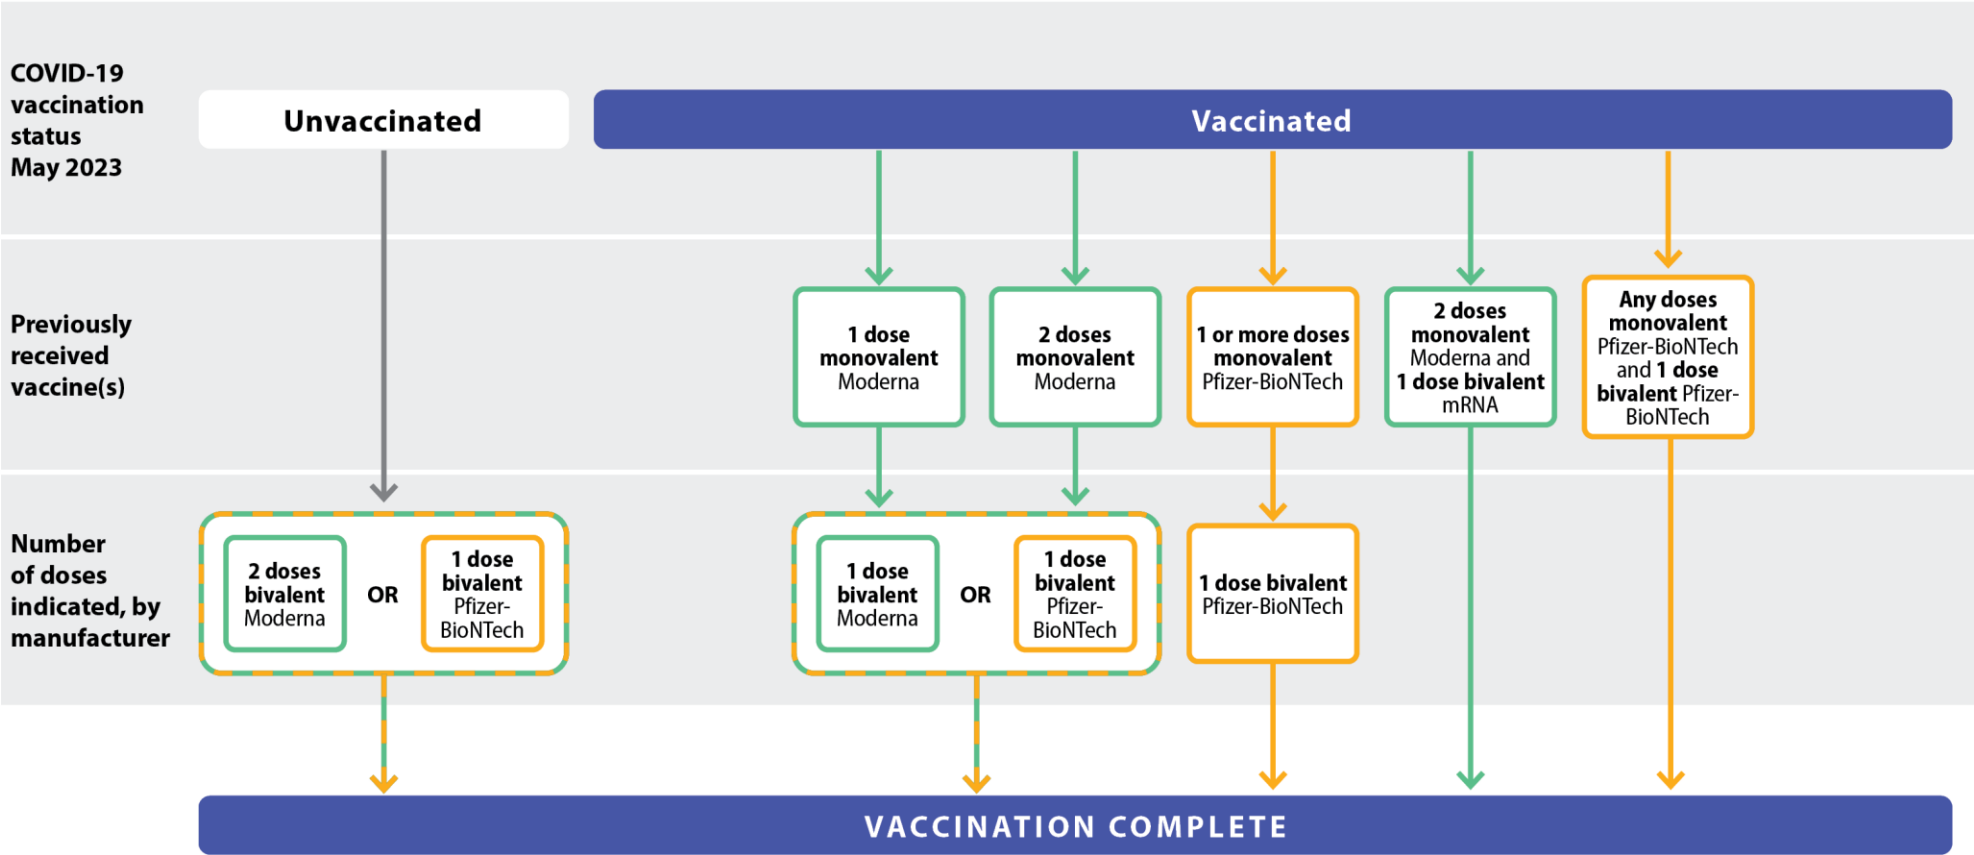 COVID-19
vaccination
status
May 2023
Unvaccinated
Vaccinated
Previously
received
vaccine(s)
1 dose
monovalent
Moderna
2 doses
monovalent
Moderna
1 or more doses
monovalent
Pfizer-BioNTech
2 doses
monovalent
Moderna and
1 dose bivalent
mRNA
Any doses
monovalent
Pfizer-BioNTech
and 1 dose
bivalent Pfizer-
BioNTech
Number
of doses
indicated, by
manufacturer
2 doses
bivalent
Moderna
OR
1 dose
bivalent
Pfizer-
BioNTech
1 dose
bivalent
Moderna
OR
1 dose
bivalent
Pfizer-
BioNTech
1 dose bivalent
Pfizer-BioNTech
VACCINATION COMPLETE